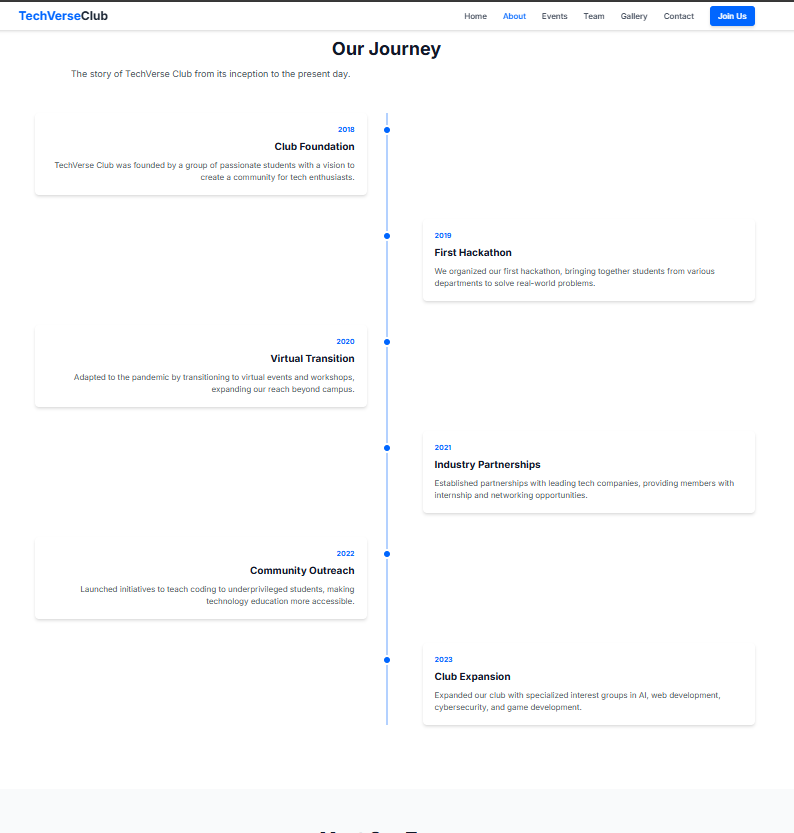 TechVerseClub
Home About Events Team Gallery Contact Join Us
Our Journey
The story of TechVerse Club from its inception to the present day.
2018
Club Foundation
TechVerse Club was founded by a group of passionate students with a vision to
create a community for tech enthusiasts.
2019
First Hackathon
We organized our first hackathon, bringing together students from various
departments to solve real-world problems.
2020
Virtual Transition
Adapted to the pandemic by transitioning to virtual events and workshops,
expanding our reach beyond campus.
2021
Industry Partnerships
Established partnerships with leading tech companies, providing members with
internship and networking opportunities.
2022
Community Outreach
Launched initiatives to teach coding to underprivileged students, making
technology education more accessible.
2023
Club Expansion
Expanded our club with specialized interest groups in AI, web development,
cybersecurity, and game development.